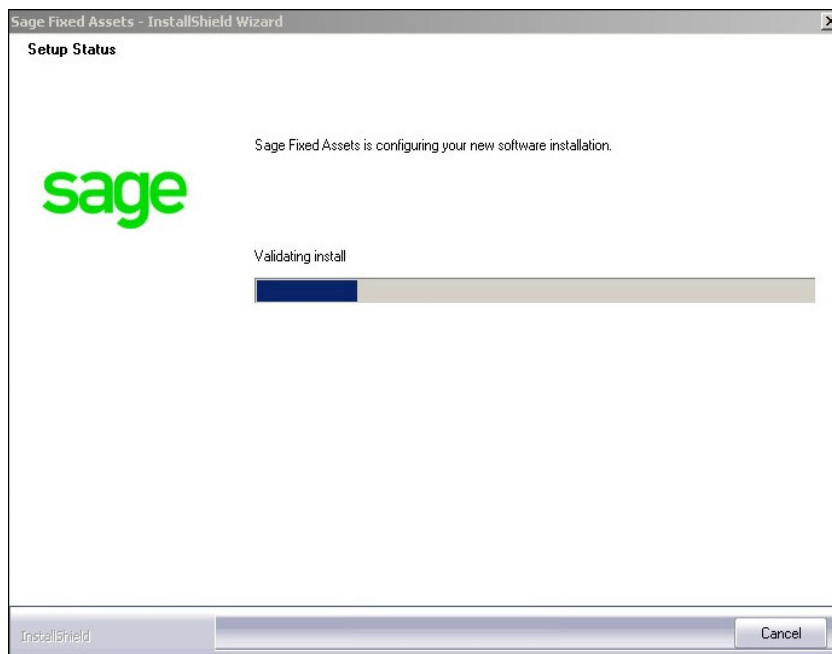 Sage Fixed Assets - InstallShield Wizard
Setup Status
Sage Fixed Assets is configuring your new software installation.
sage
Validating install
InstallShield
Cancel